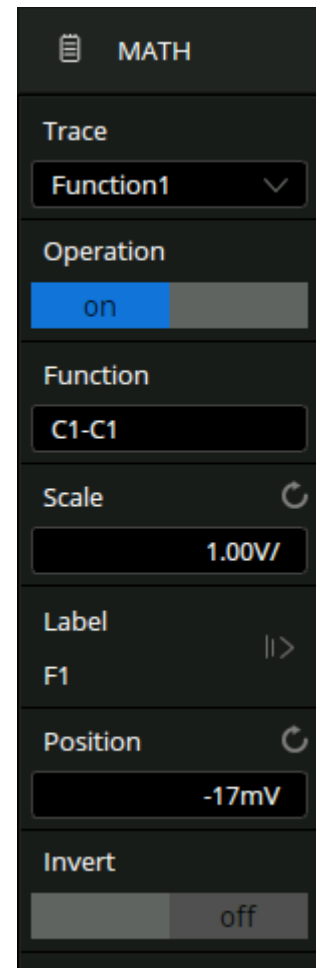 MATH
Trace
Function1
Operation
on
Function
C1-C1
Scale
1.00V/
Label
F1
Position
-17mV
Invert
off